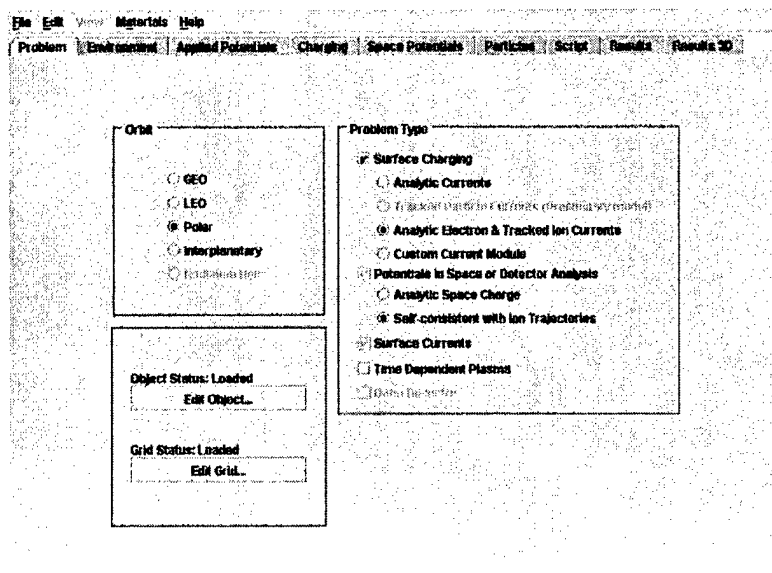 File Edit View Materials Help
Problem Environment Applied Potentials Charging Space Potentials Particles Script Results Results 3D
Orbit
GEO
LEO
Polar
Interplanetary
Object Status: Loaded
Edit Object...
Grid Status: Loaded
Edit Grid...
Problem Type
Surface Charging
Analytic Currents
Tracked Particle Currents
Analytic Electron & Tracked Ion Currents
Custom Current Module
Potentials in Space or Detector Analysis
Analytic Space Charge
Self-consistent with Ion Trajectories
Surface Currents
Time Dependent Plasma